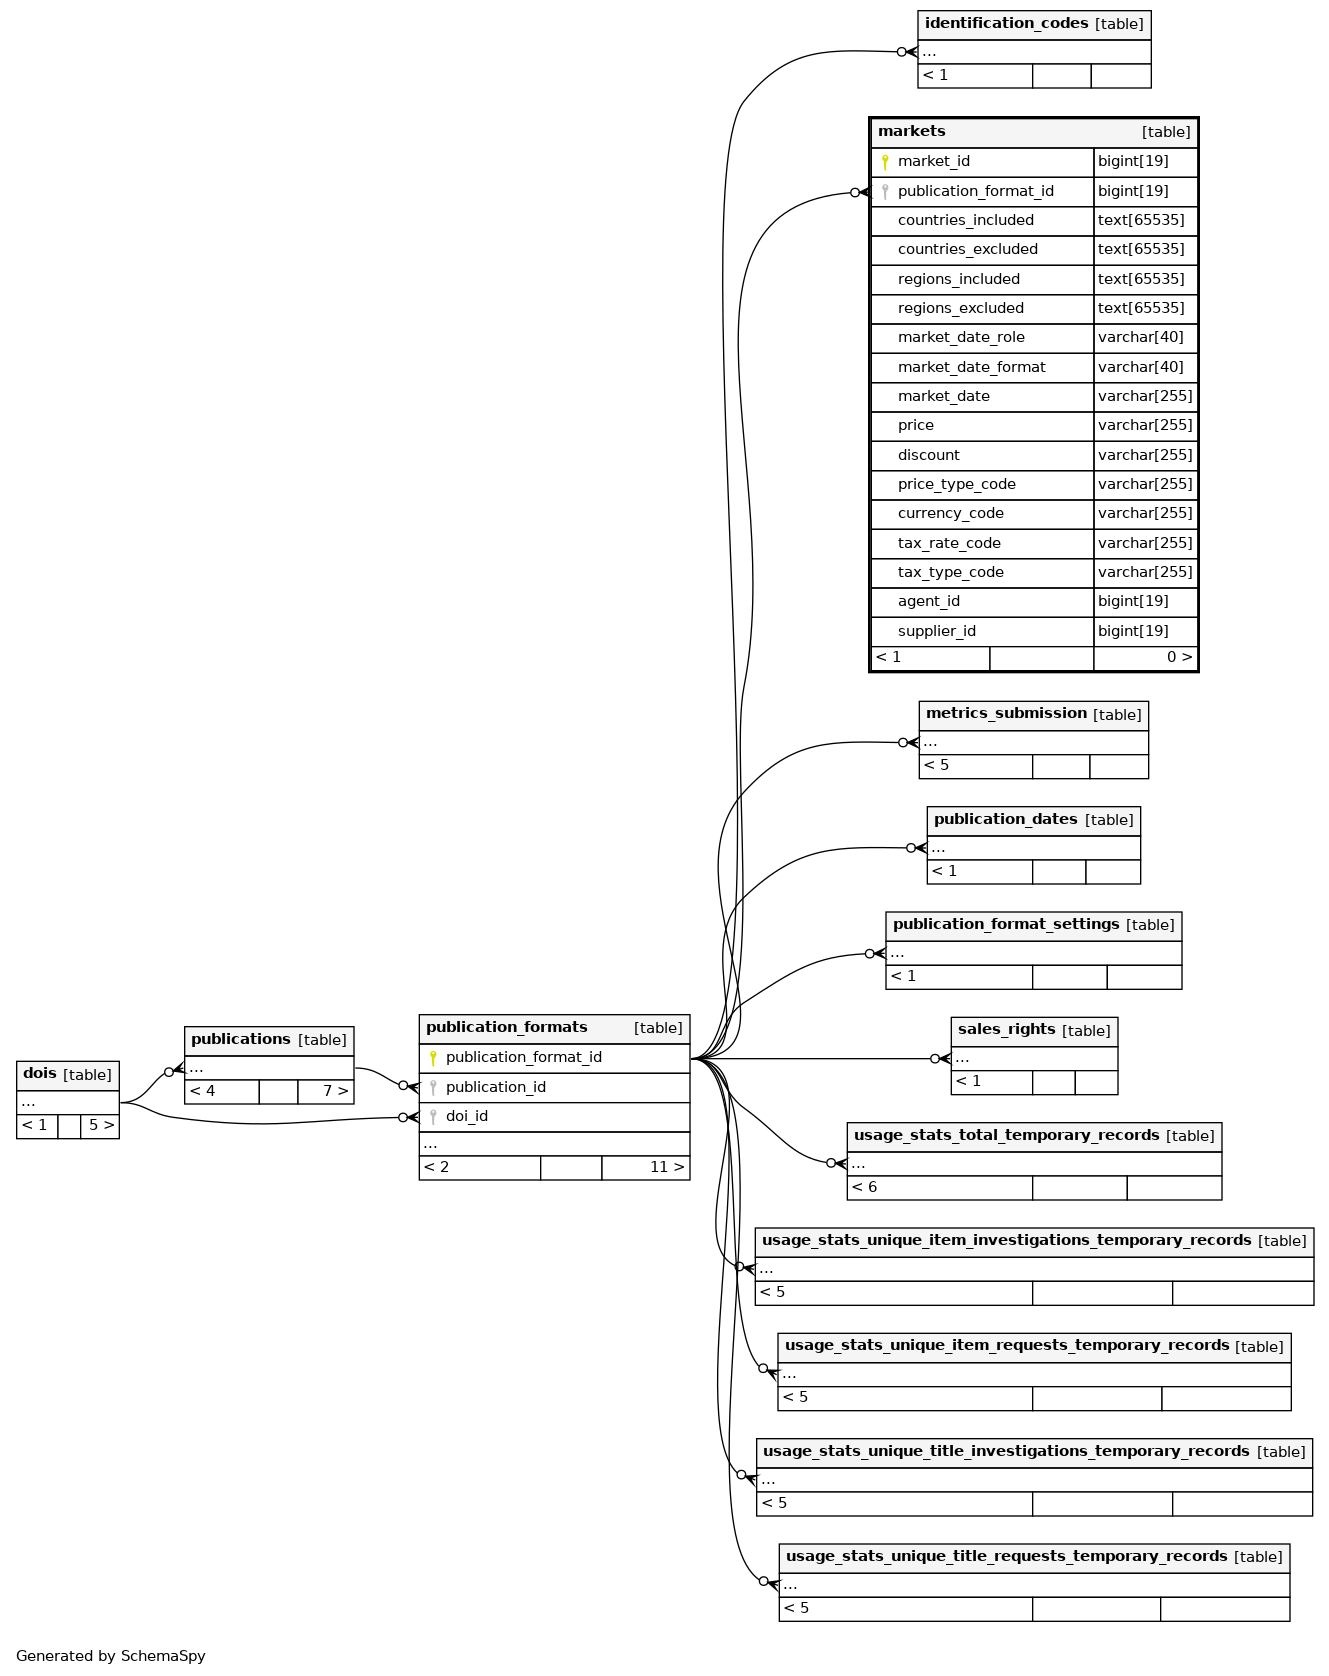 identification_codes [table]
...
< 1
markets [table]
market_id bigint[19]
publication_format_id bigint[19]
countries_included text[65535]
countries_excluded text[65535]
regions_included text[65535]
regions_excluded text[65535]
market_date_role varchar[40]
market_date_format varchar[40]
market_date varchar[255]
price varchar[255]
discount varchar[255]
price_type_code varchar[255]
currency_code varchar[255]
tax_rate_code varchar[255]
tax_type_code varchar[255]
agent_id bigint[19]
supplier_id bigint[19]
< 1 0 >
metrics_submission [table]
...
< 5
publication_dates [table]
...
< 1
publication_format_settings [table]
...
< 1
dois [table]
...
< 1 5 >
publications [table]
...
< 4 7 >
publication_formats [table]
publication_format_id
publication_id
doi_id
...
< 2 11 >
sales_rights [table]
...
< 1
usage_stats_total_temporary_records [table]
...
< 6
usage_stats_unique_item_investigations_temporary_records [table]
...
< 5
usage_stats_unique_item_requests_temporary_records [table]
...
< 5
usage_stats_unique_title_investigations_temporary_records [table]
...
< 5
usage_stats_unique_title_requests_temporary_records [table]
...
< 5
Generated by SchemaSpy